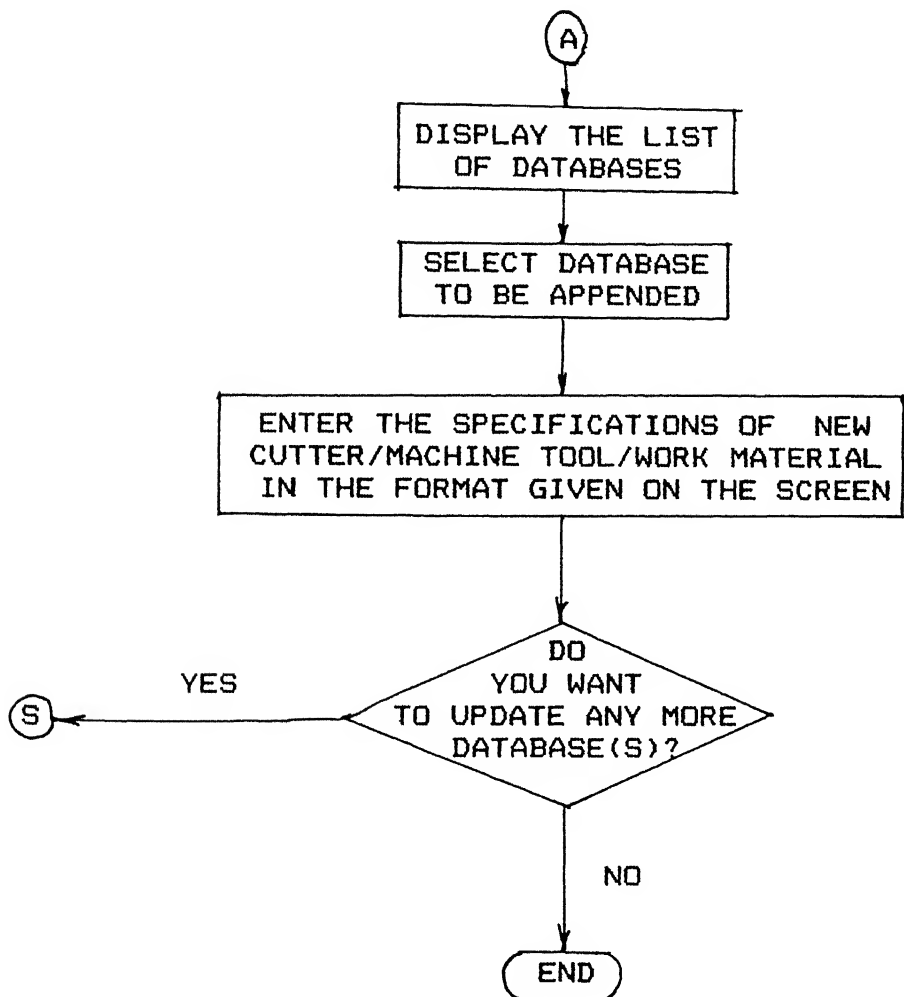 A
DISPLAY THE LIST
OF DATABASES
SELECT DATABASE
TO BE APPENDED
ENTER THE SPECIFICATIONS OF NEW
CUTTER/MACHINE TOOL/WORK MATERIAL
IN THE FORMAT GIVEN ON THE SCREEN
DO
YOU WANT
TO UPDATE ANY MORE
DATABASE(S)?
YES
S
NO
END